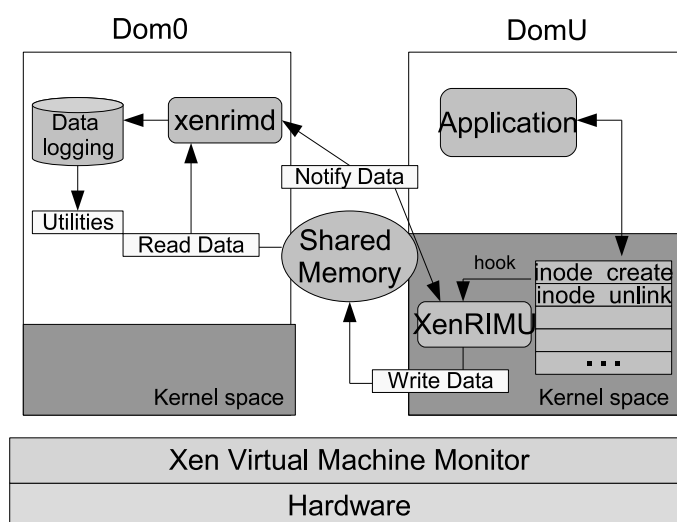 Dom0
DomU
Data
logging
xenrimd
Application
Notify Data
Utilities
Read Data
Shared
Memory
hook
inode create
inode unlink
XenRIMU
...
Write Data
Kernel space
Kernel space
Xen Virtual Machine Monitor
Hardware